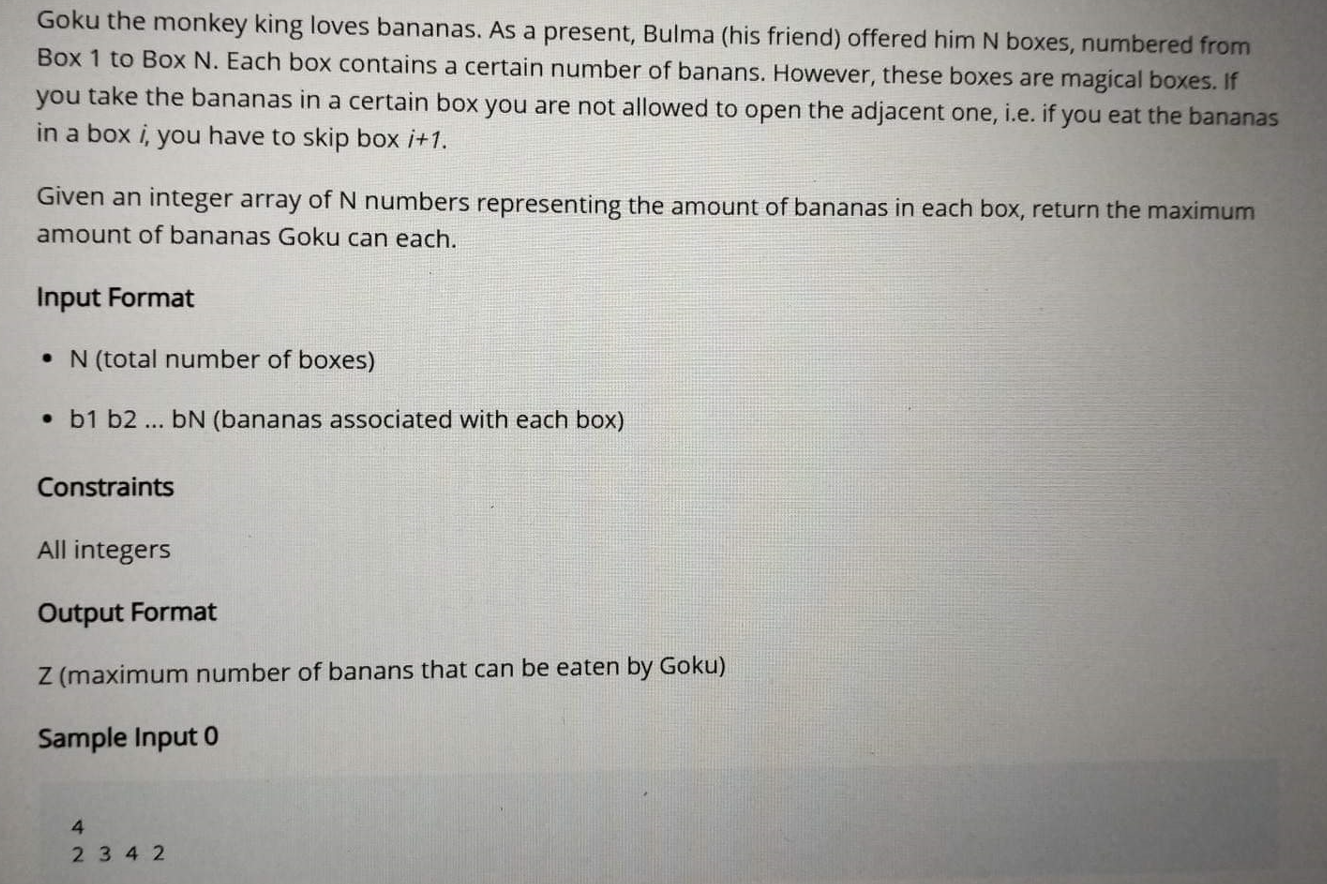 Goku the monkey king loves bananas. As a present, Bulma (his friend) offered him N boxes, numbered from
Box 1 to Box N. Each box contains a certain number of banans. However, these boxes are magical boxes. If
you take the bananas in a certain box you are not allowed to open the adjacent one, i.e. if you eat the bananas
in a box i, you have to skip box i+1.
Given an integer array of N numbers representing the amount of bananas in each box, return the maximum
amount of bananas Goku can each.
Input Format
• N (total number of boxes)
• b1 b2 ... bN (bananas associated with each box)
Constraints
All integers
Output Format
Z (maximum number of banans that can be eaten by Goku)
Sample Input 0
4
2 3 4 2